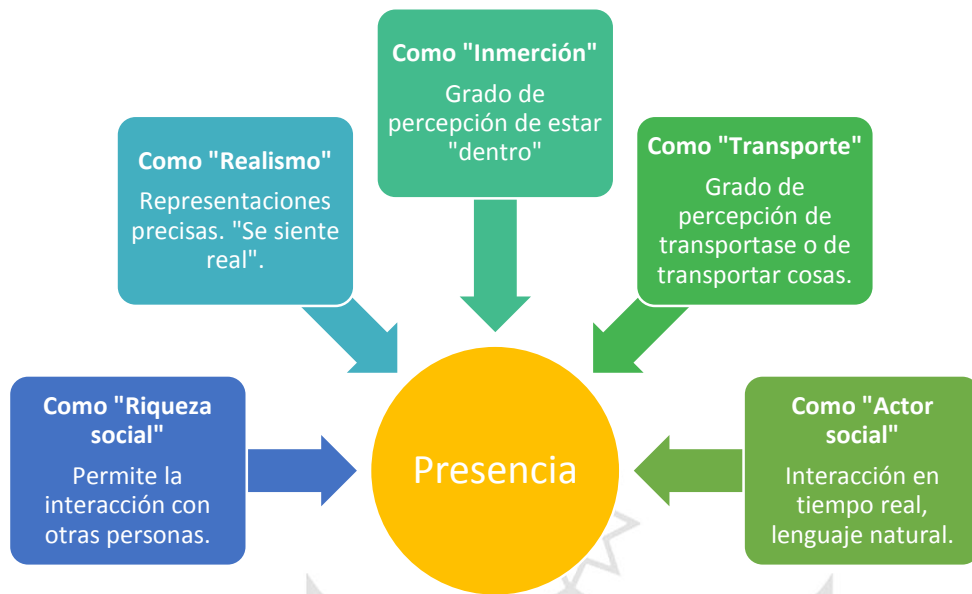 Como "Inmerción"
Grado de
percepción de estar
"dentro"
Como "Realismo"
Representaciones
precisas. "Se siente
real".
Como "Transporte"
Grado de
percepción de
transportase o de
transportar cosas.
Como "Riqueza
social"
Permite la
interacción con
otras personas.
Presencia
Como "Actor
social"
Interacción en
tiempo real,
lenguaje natural.